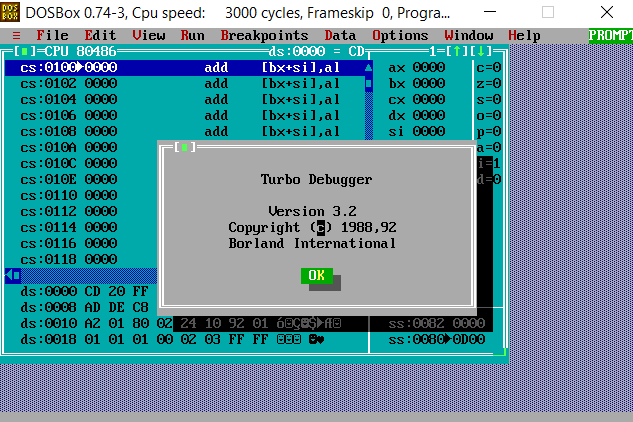 DOSBox 0.74-3, Cpu speed: 3000 cycles, Frameskip 0, Progra...
≡ File Edit View Run Breakpoints Data Options Window Help PROMPT
[■]=CPU 80486 ds:0000 = CD 1=[↑][↓]
cs:0100►0000 add [bx+si],al ax 0000 c=0
cs:0102 0000 add [bx+si],al bx 0000 z=0
cs:0104 0000 add [bx+si],al cx 0000 s=0
cs:0106 0000 add [bx+si],al dx 0000 o=0
cs:0108 0000 add [bx+si],al si 0000 p=0
cs:010A 0000 a=0
cs:010C 0000 i=1
cs:010E 0000 d=0
cs:0110 0000
cs:0112 0000
cs:0114 0000
cs:0116 0000
cs:0118 0000
[■]
Turbo Debugger
Version 3.2
Copyright (c) 1988,92
Borland International
OK
ds:0000 CD 20 FF
ds:0008 AD DE C8
ds:0010 A2 01 80 02 24 10 92 01 ss:0082 0000
ds:0018 01 01 01 00 02 03 FF FF ss:0080►0D00